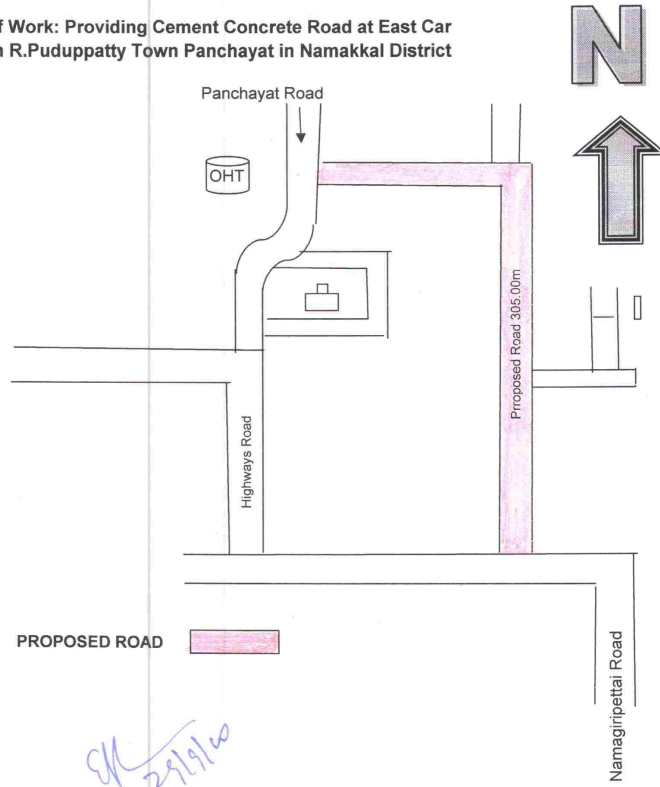 f Work: Providing Cement Concrete Road at East Car
n R.Puduppatty Town Panchayat in Namakkal District
N
Panchayat Road
OHT
Prroposed Road 305.00m
Highways Road
PROPOSED ROAD
Namagiripettai Road